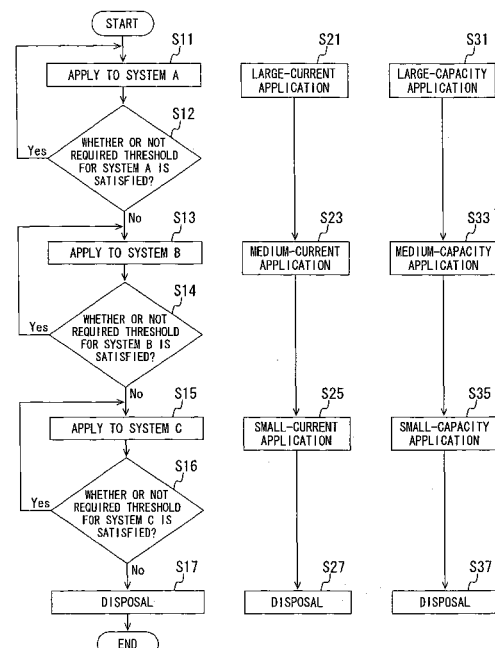 START
S11
APPLY TO SYSTEM A
S12
WHETHER OR NOT
REQUIRED THRESHOLD
FOR SYSTEM A IS
SATISFIED?
Yes
No
S13
APPLY TO SYSTEM B
S14
WHETHER OR NOT
REQUIRED THRESHOLD
FOR SYSTEM B IS
SATISFIED?
Yes
No
S15
APPLY TO SYSTEM C
S16
WHETHER OR NOT
REQUIRED THRESHOLD
FOR SYSTEM C IS
SATISFIED?
Yes
No
S17
DISPOSAL
END
S21
LARGE-CURRENT
APPLICATION
S23
MEDIUM-CURRENT
APPLICATION
S25
SMALL-CURRENT
APPLICATION
S27
DISPOSAL
S31
LARGE-CAPACITY
APPLICATION
S33
MEDIUM-CAPACITY
APPLICATION
S35
SMALL-CAPACITY
APPLICATION
S37
DISPOSAL